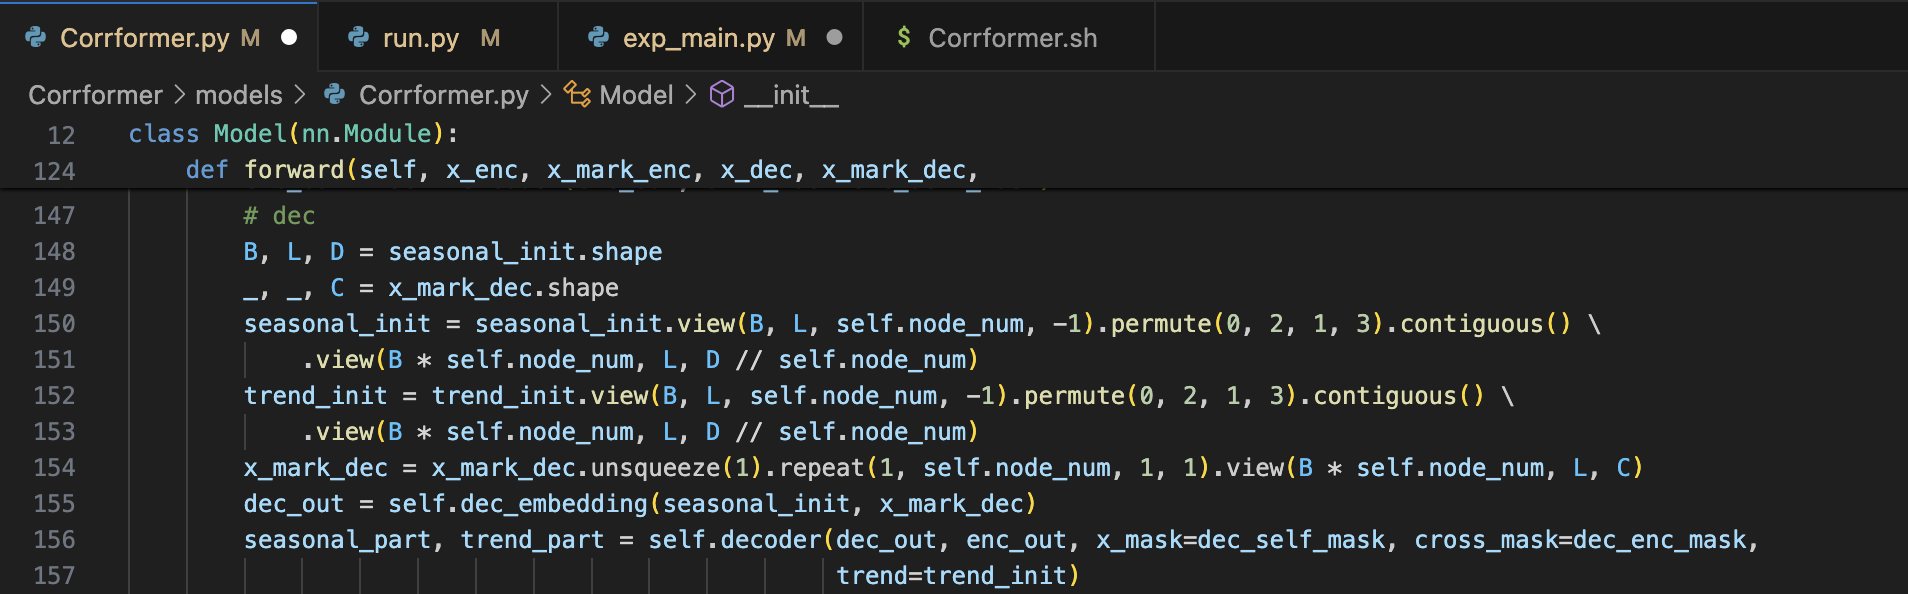 Corrformer.py M run.py M exp_main.py M $ Corrformer.sh
Corrformer > models > Corrformer.py > Model > __init__
12 class Model(nn.Module):
124 def forward(self, x_enc, x_mark_enc, x_dec, x_mark_dec,
147 # dec
148 B, L, D = seasonal_init.shape
149 _, _, C = x_mark_dec.shape
150 seasonal_init = seasonal_init.view(B, L, self.node_num, -1).permute(0, 2, 1, 3).contiguous() \
151 .view(B * self.node_num, L, D // self.node_num)
152 trend_init = trend_init.view(B, L, self.node_num, -1).permute(0, 2, 1, 3).contiguous() \
153 .view(B * self.node_num, L, D // self.node_num)
154 x_mark_dec = x_mark_dec.unsqueeze(1).repeat(1, self.node_num, 1, 1).view(B * self.node_num, L, C)
155 dec_out = self.dec_embedding(seasonal_init, x_mark_dec)
156 seasonal_part, trend_part = self.decoder(dec_out, enc_out, x_mask=dec_self_mask, cross_mask=dec_enc_mask,
157 trend=trend_init)